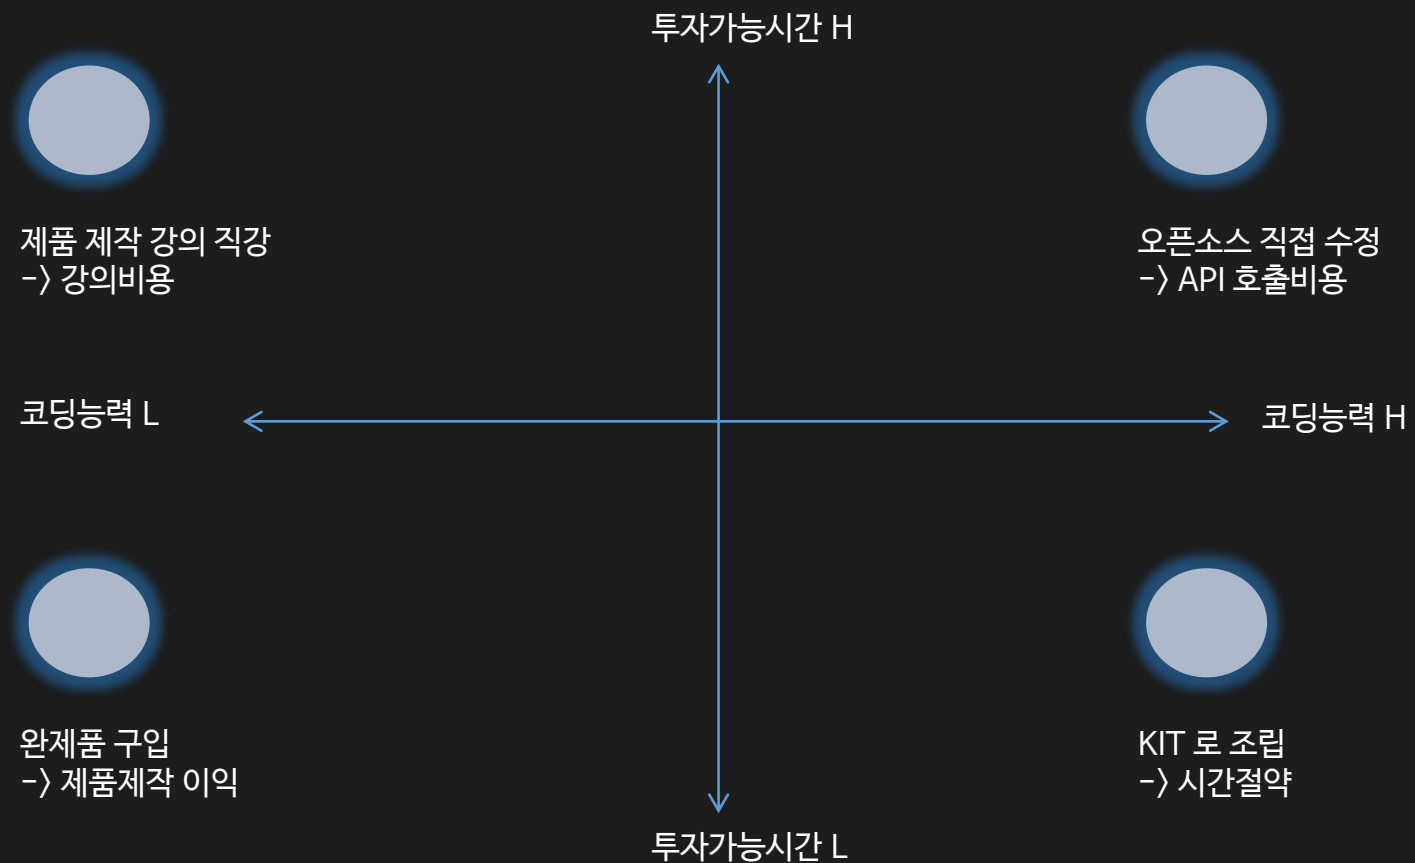 투자가능시간 H
제품 제작 강의 직강
-> 강의비용
오픈소스 직접 수정
-> API 호출비용
코딩능력 L
코딩능력 H
완제품 구입
-> 제품제작 이익
KIT 로 조립
-> 시간절약
투자가능시간 L